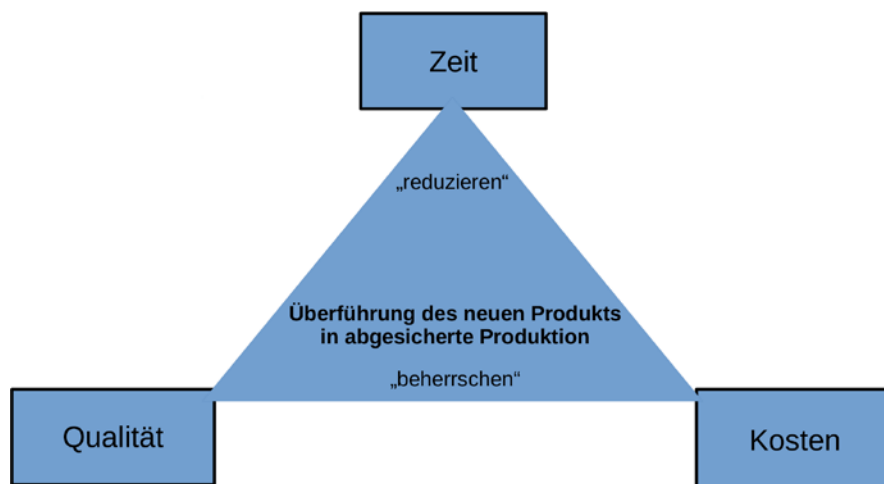 Zeit
„reduzieren“
Überführung des neuen Produkts
in abgesicherte Produktion
„beherrschen“
Qualität
Kosten